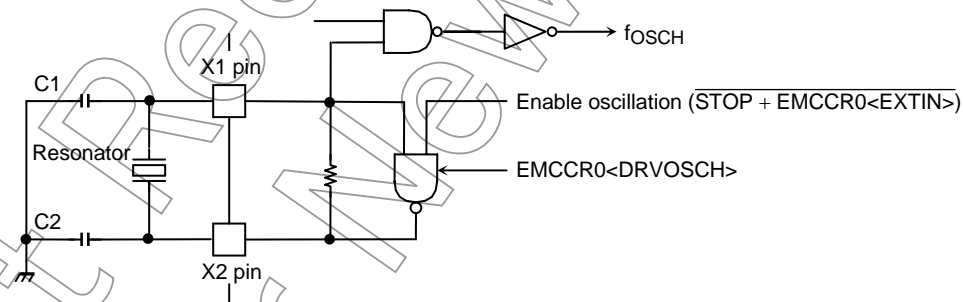 fOSCH
X1 pin
C1
Enable oscillation (STOP + EMCCR0<EXTIN>)
Resonator
EMCCR0<DRVOSCH>
C2
X2 pin